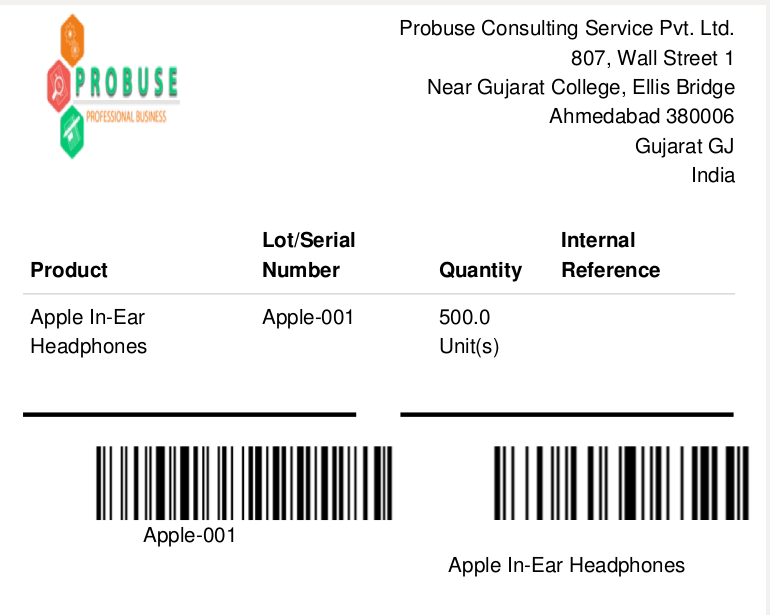 PROBUSE
PROFESSIONAL BUSINESS
Probuse Consulting Service Pvt. Ltd.
807, Wall Street 1
Near Gujarat College, Ellis Bridge
Ahmedabad 380006
Gujarat GJ
India
Product
Lot/Serial
Number
Quantity
Internal
Reference
Apple In-Ear
Headphones
Apple-001
500.0
Unit(s)
Apple-001
Apple In-Ear Headphones